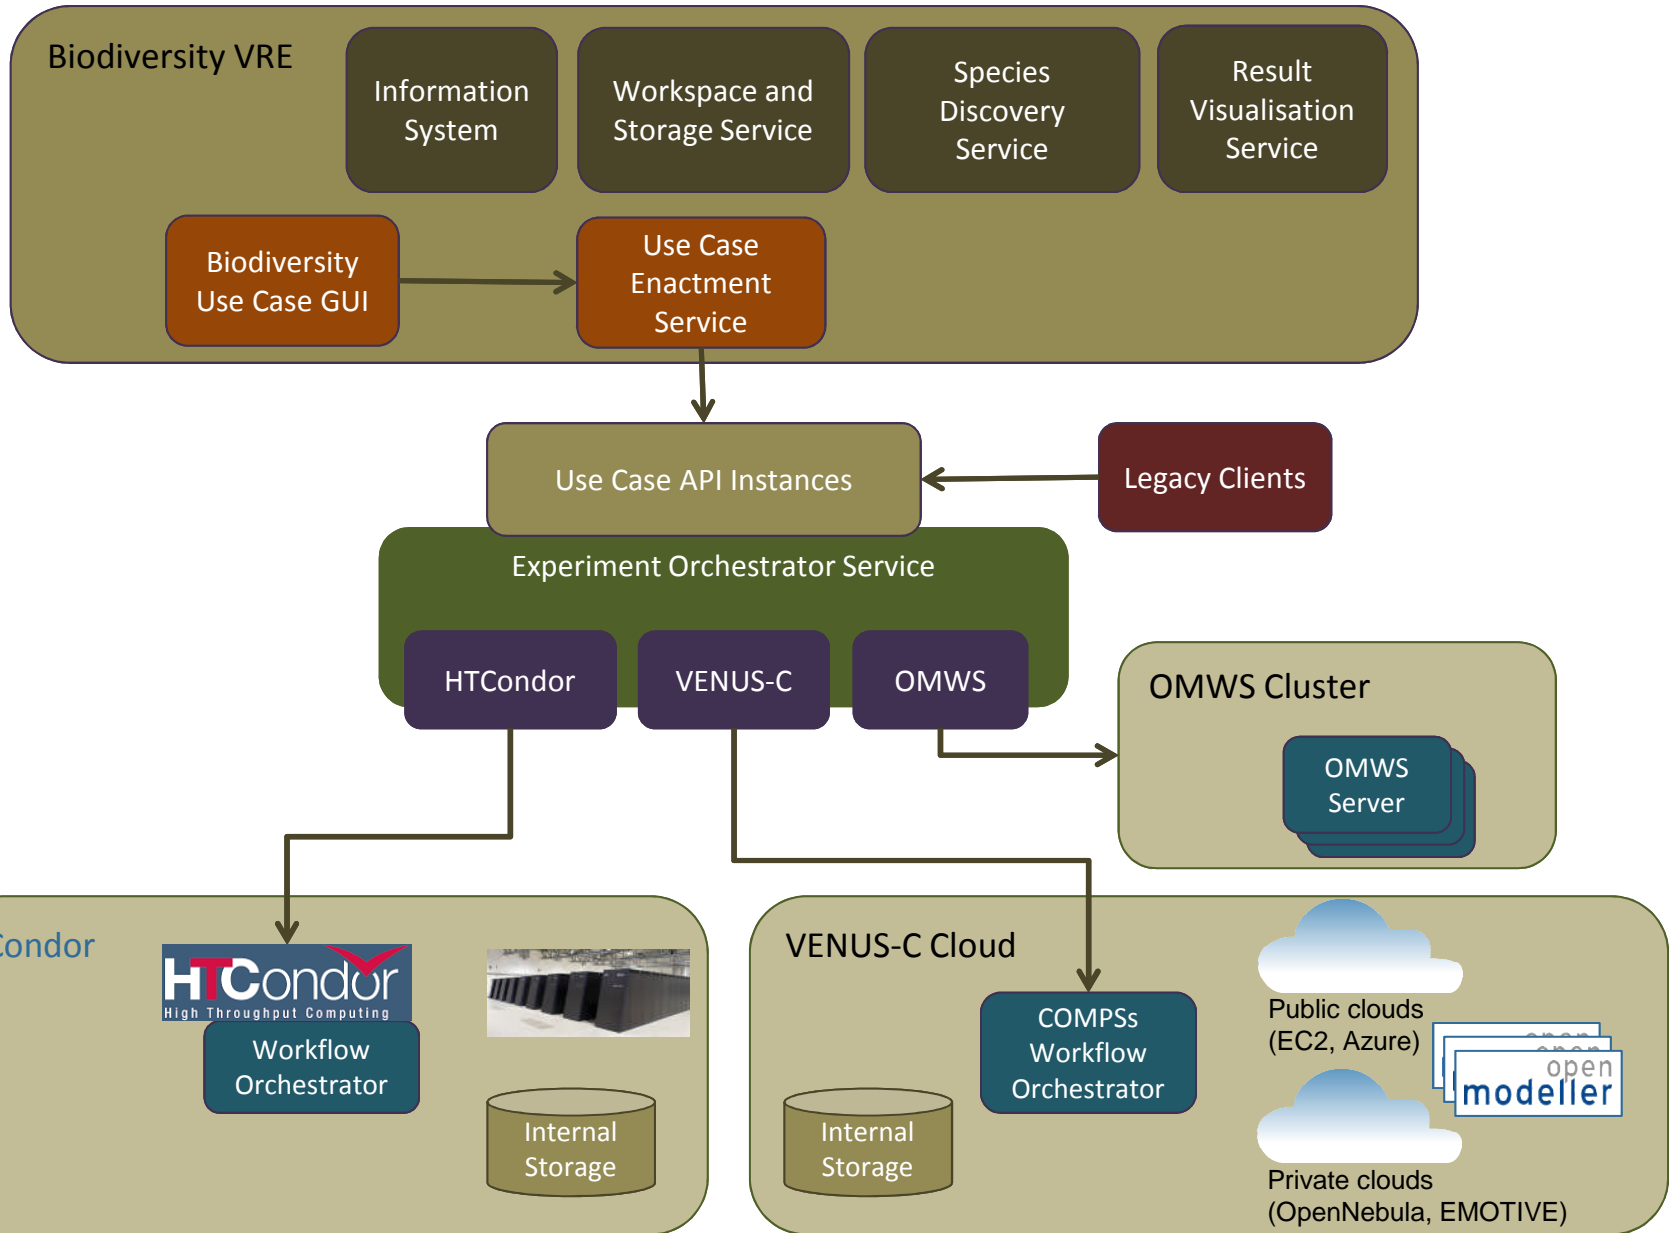 Biodiversity VRE
Information
System
Workspace and
Storage Service
Species
Discovery
Service
Result
Visualisation
Service
Biodiversity
Use Case GUI
Use Case
Enactment
Service
Use Case API Instances
Legacy Clients
Experiment Orchestrator Service
HTCondor
VENUS-C
OMWS
OMWS Cluster
OMWS
Server
Condor
HTCondor
High Throughput Computing
Workflow
Orchestrator
Internal
Storage
VENUS-C Cloud
COMPSs
Workflow
Orchestrator
Internal
Storage
Public clouds
(EC2, Azure)
open
open
open
modeller
Private clouds
(OpenNebula, EMOTIVE)